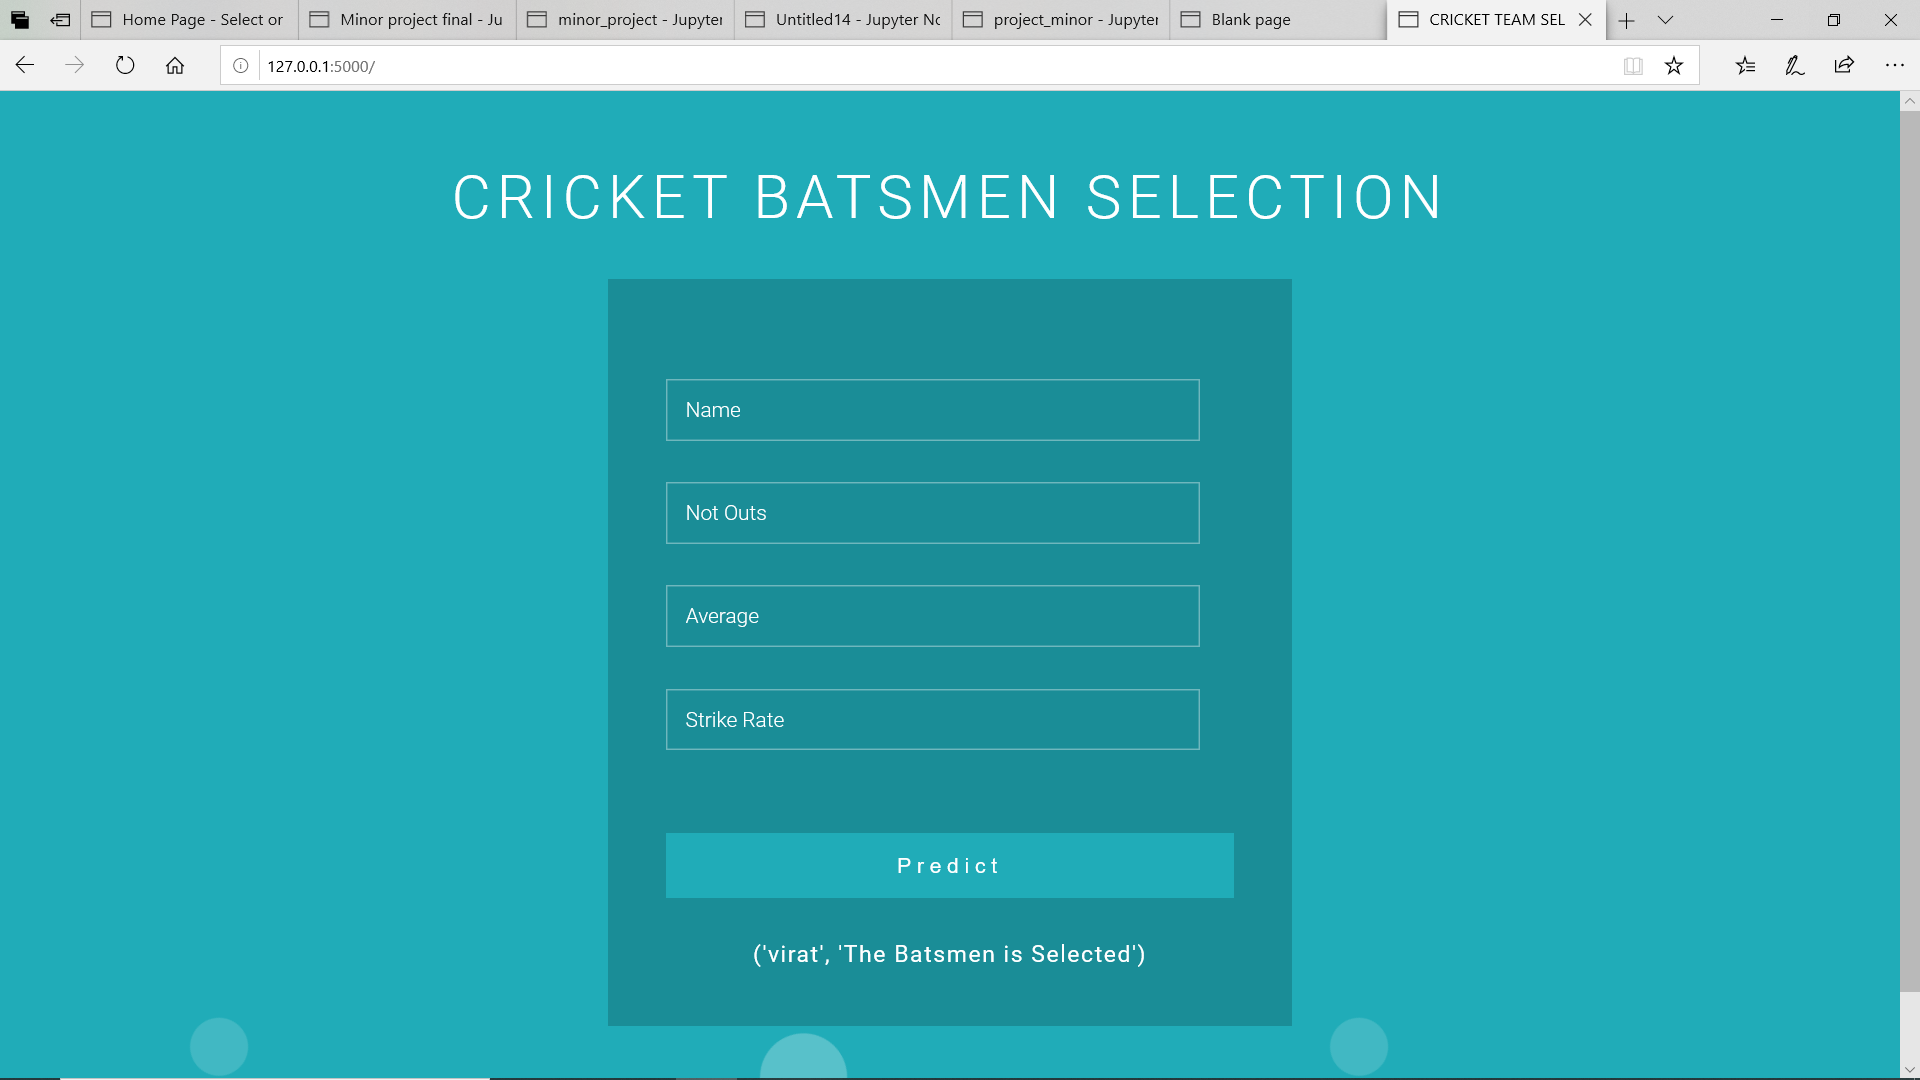 Home Page - Select or
Minor project final - Ju
minor_project - Jupyter
Untitled14 - Jupyter No
project_minor - Jupyter
Blank page
CRICKET TEAM SEL
127.0.0.1:5000/
CRICKET BATSMEN SELECTION
Name
Not Outs
Average
Strike Rate
Predict
('virat', 'The Batsmen is Selected')